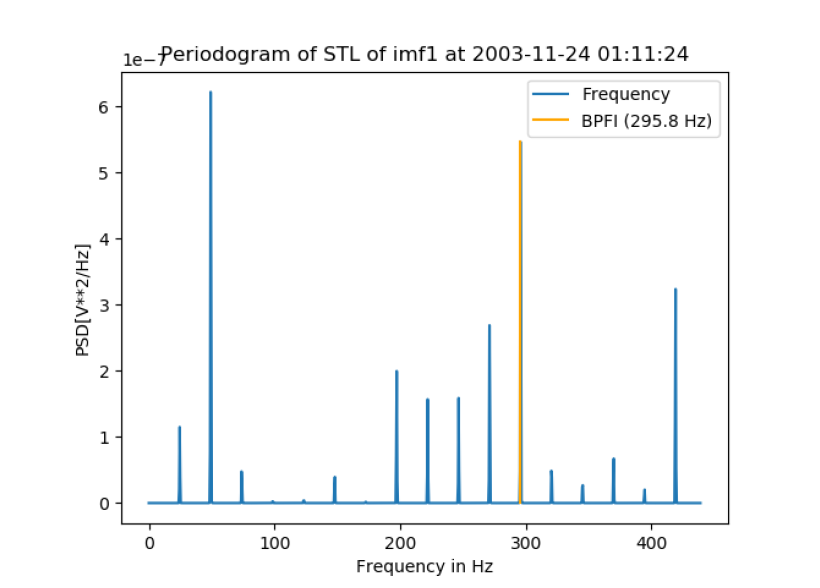 1e−7
Periodogram of STL of imf1 at 2003-11-24 01:11:24
Frequency
BPFI (295.8 Hz)
PSD[V**2/Hz]
6
5
4
3
2
1
0
0 100 200 300 400
Frequency in Hz